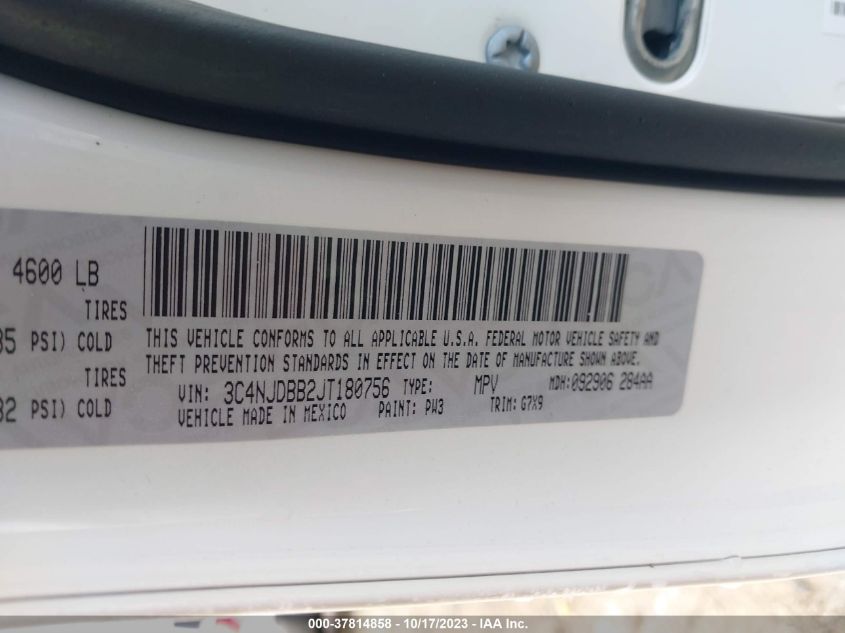 4600 LB
TIRES
35 PSI) COLD
TIRES
32 PSI) COLD
THIS VEHICLE CONFORMS TO ALL APPLICABLE U.S.A. FEDERAL MOTOR VEHICLE SAFETY AND
THEFT PREVENTION STANDARDS IN EFFECT ON THE DATE OF MANUFACTURE SHOWN ABOVE.
VIN: 3C4NJDBB2JT180756 TYPE: MPV MDH:092906 284AA
VEHICLE MADE IN MEXICO PAINT: PW3 TRIM: G7X9
000-37814858 - 10/17/2023 - IAA Inc.